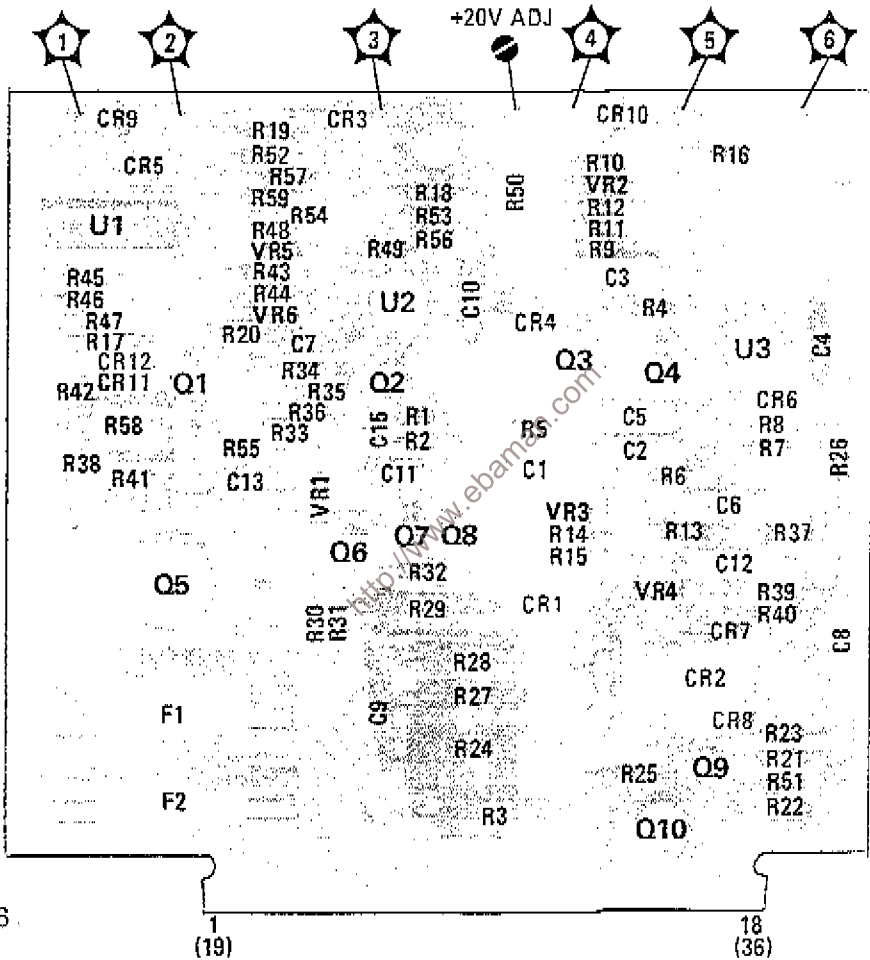 +20V ADJ
1 2 3 4 5 6
CR9 CR3 CR10
R19
R52 R16
CR5 R10
R57 VR2
R59 R18 R50 R12
U1 R54 R53 R11
R48 R56 R9
VR5 R49
R45 R43 C3
R46 R44 U2 C10 R4
R47 VR6 CR4
R17 R20 C7 U3 C4
CR12 R34 Q3
CR11 Q1 Q2 Q4
R42 R35 CR6
R58 R36 C15 R1 R5 C5 R8
R33 R2 C2 R7
R38 R55 C11 C1 R26
R41 C13 VR1 R6
C6
VR3
Q6 Q7 Q8 R14 R13 R37
R15 C12
Q5 R32 VR4 R39
R30 R31 R29 CR1 R40
CR7 C8
R28
R27 CR2
F1 C9 CR8 R23
R24 R21
R25 Q9 R51
F2 R22
R3 Q10
http://www.ebaman.com
6
1 18
(19) (36)